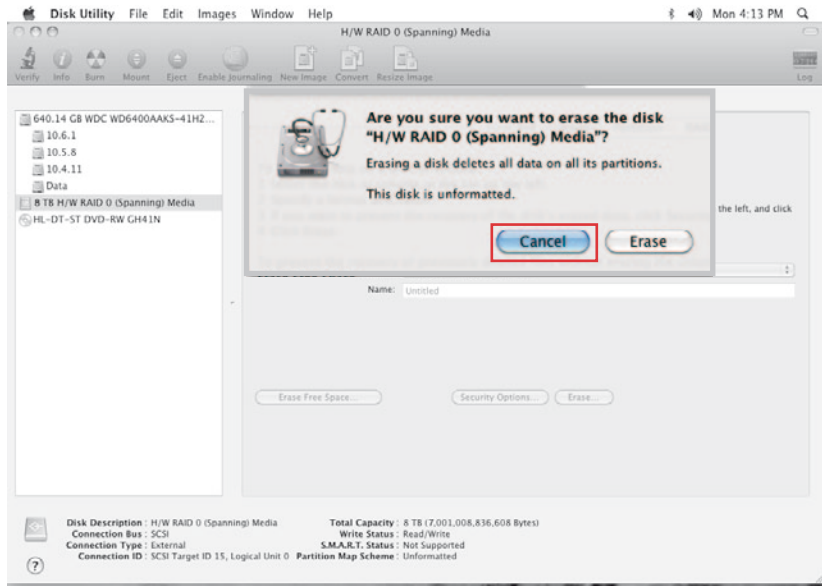 Disk Utility File Edit Images Window Help Mon 4:13 PM
H/W RAID 0 (Spanning) Media
Verify Info Burn Mount Eject Enable Journaling New Image Convert Resize Image Log
640.14 GB WDC WD6400AAKS-41H2...
10.6.1
10.5.8
10.4.11
Data
8 TB H/W RAID 0 (Spanning) Media
HL-DT-ST DVD-RW GH41N
Are you sure you want to erase the disk
“H/W RAID 0 (Spanning) Media”?
Erasing a disk deletes all data on all its partitions.
This disk is unformatted.
Cancel Erase
the left, and click
Name: Untitled
Erase Free Space... Security Options... Erase...
Disk Description : H/W RAID 0 (Spanning) Media
Connection Bus : SCSI
Connection Type : External
Connection ID : SCSI Target ID 15, Logical Unit 0
Total Capacity : 8 TB (7,001,008,836,608 Bytes)
Write Status : Read/Write
S.M.A.R.T. Status : Not Supported
Partition Map Scheme : Unformatted
?